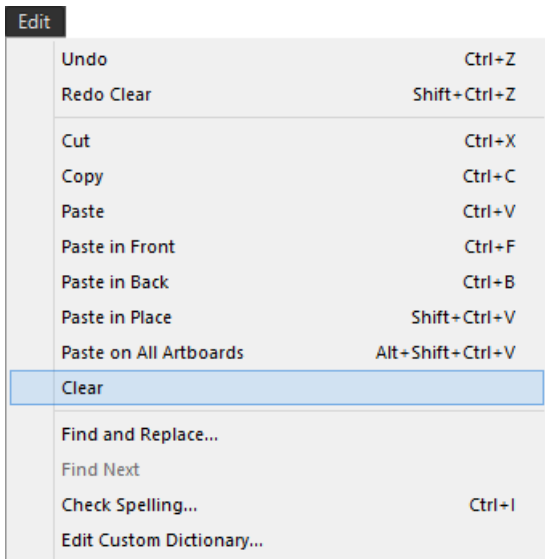 Edit
Undo Ctrl+Z
Redo Clear Shift+Ctrl+Z
Cut Ctrl+X
Copy Ctrl+C
Paste Ctrl+V
Paste in Front Ctrl+F
Paste in Back Ctrl+B
Paste in Place Shift+Ctrl+V
Paste on All Artboards Alt+Shift+Ctrl+V
Clear
Find and Replace...
Find Next
Check Spelling... Ctrl+I
Edit Custom Dictionary...